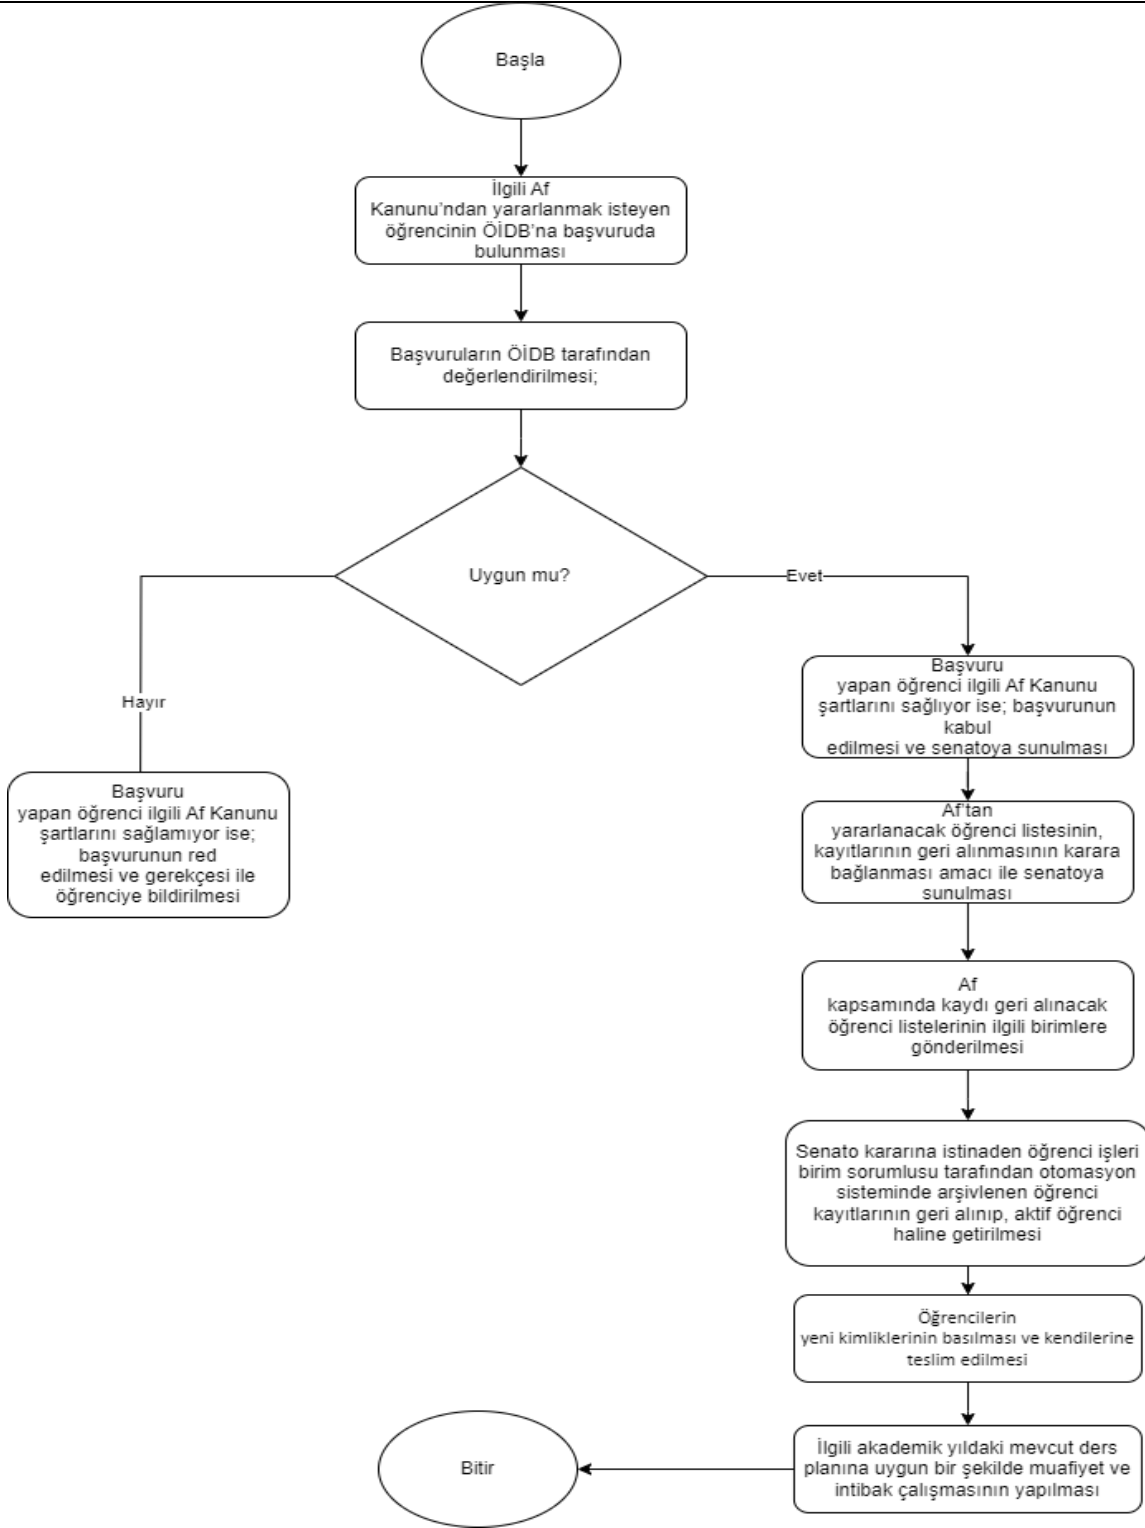 Başla
İlgili Af
Kanunu’ndan yararlanmak isteyen
öğrencinin ÖİDB’na başvuruda
bulunması
Başvuruların ÖİDB tarafından
değerlendirilmesi;
Uygun mu?
Evet
Hayır
Başvuru
yapan öğrenci ilgili Af Kanunu
şartlarını sağlamıyor ise;
başvurunun red
edilmesi ve gerekçesi ile
öğrenciye bildirilmesi
Başvuru
yapan öğrenci ilgili Af Kanunu
şartlarını sağlıyor ise; başvurunun
kabul
edilmesi ve senatoya sunulması
Af’tan
yararlanacak öğrenci listesinin,
kayıtlarının geri alınmasının karara
bağlanması amacı ile senatoya
sunulması
Af
kapsamında kaydı geri alınacak
öğrenci listelerinin ilgili birimlere
gönderilmesi
Senato kararına istinaden öğrenci işleri
birim sorumlusu tarafından otomasyon
sisteminde arşivlenen öğrenci
kayıtlarının geri alınıp, aktif öğrenci
haline getirilmesi
Öğrencilerin
yeni kimliklerinin basılması ve kendilerine
teslim edilmesi
İlgili akademik yıldaki mevcut ders
planına uygun bir şekilde muafiyet ve
intibak çalışmasının yapılması
Bitir